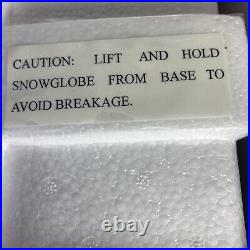 CAUTION: LIFT AND HOLD
SNOWGLOBE FROM BASE TO
AVOID BREAKAGE.